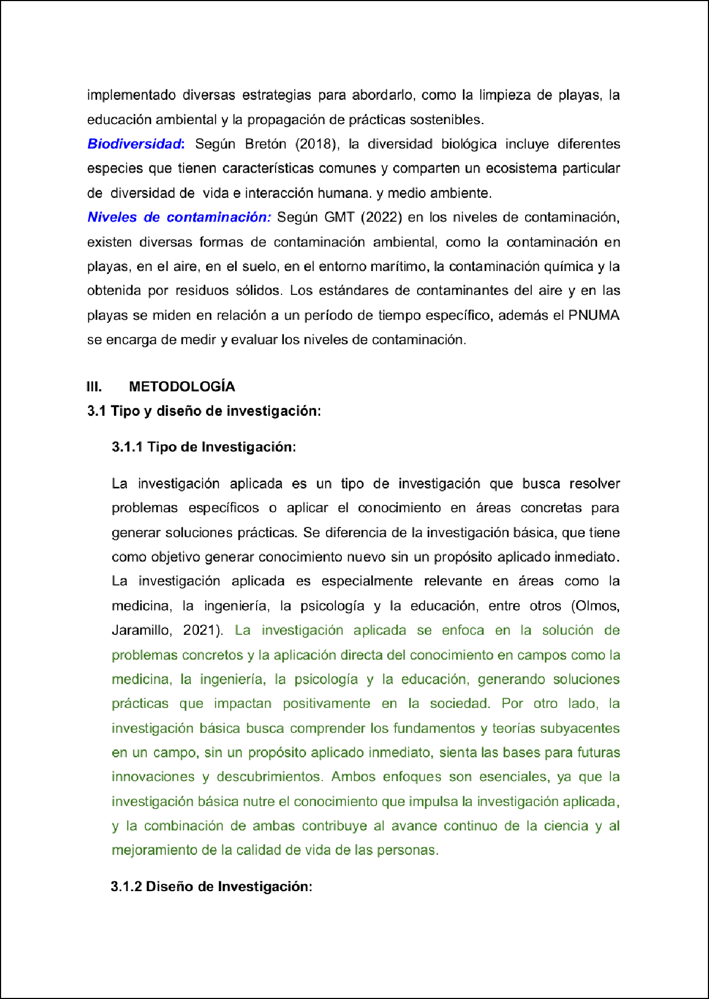 implementado diversas estrategias para abordarlo, como la limpieza de playas, la
educación ambiental y la propagación de prácticas sostenibles.
Biodiversidad: Según Bretón (2018), la diversidad biológica incluye diferentes
especies que tienen características comunes y comparten un ecosistema particular
de diversidad de vida e interacción humana. y medio ambiente.
Niveles de contaminación: Según GMT (2022) en los niveles de contaminación,
existen diversas formas de contaminación ambiental, como la contaminación en
playas, en el aire, en el suelo, en el entorno marítimo, la contaminación química y la
obtenida por residuos sólidos. Los estándares de contaminantes del aire y en las
playas se miden en relación a un período de tiempo específico, además el PNUMA
se encarga de medir y evaluar los niveles de contaminación.
III. METODOLOGÍA
3.1 Tipo y diseño de investigación:
3.1.1 Tipo de Investigación:
La investigación aplicada es un tipo de investigación que busca resolver
problemas específicos o aplicar el conocimiento en áreas concretas para
generar soluciones prácticas. Se diferencia de la investigación básica, que tiene
como objetivo generar conocimiento nuevo sin un propósito aplicado inmediato.
La investigación aplicada es especialmente relevante en áreas como la
medicina, la ingeniería, la psicología y la educación, entre otros (Olmos,
Jaramillo, 2021). La investigación aplicada se enfoca en la solución de
problemas concretos y la aplicación directa del conocimiento en campos como la
medicina, la ingeniería, la psicología y la educación, generando soluciones
prácticas que impactan positivamente en la sociedad. Por otro lado, la
investigación básica busca comprender los fundamentos y teorías subyacentes
en un campo, sin un propósito aplicado inmediato, sienta las bases para futuras
innovaciones y descubrimientos. Ambos enfoques son esenciales, ya que la
investigación básica nutre el conocimiento que impulsa la investigación aplicada,
y la combinación de ambas contribuye al avance continuo de la ciencia y al
mejoramiento de la calidad de vida de las personas.
3.1.2 Diseño de Investigación: